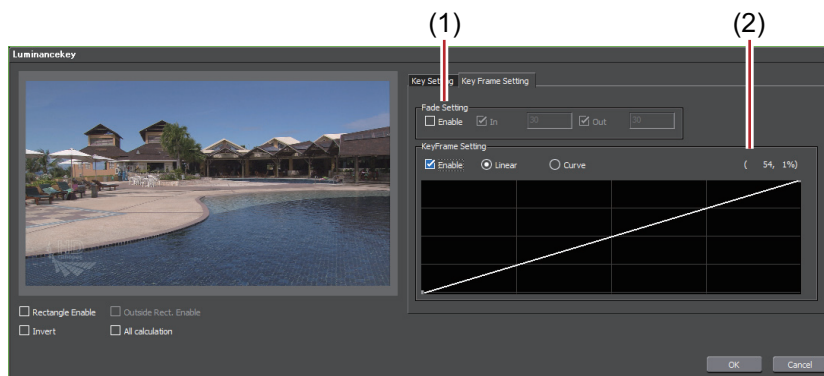 (1) (2)
Luminancekey
Key Setting Key Frame Setting
Fade Setting
Enable In 30 Out 30
KeyFrame Setting
Enable Linear Curve ( 54, 1%)
Rectangle Enable Outside Rect. Enable
Invert All calculation
OK Cancel